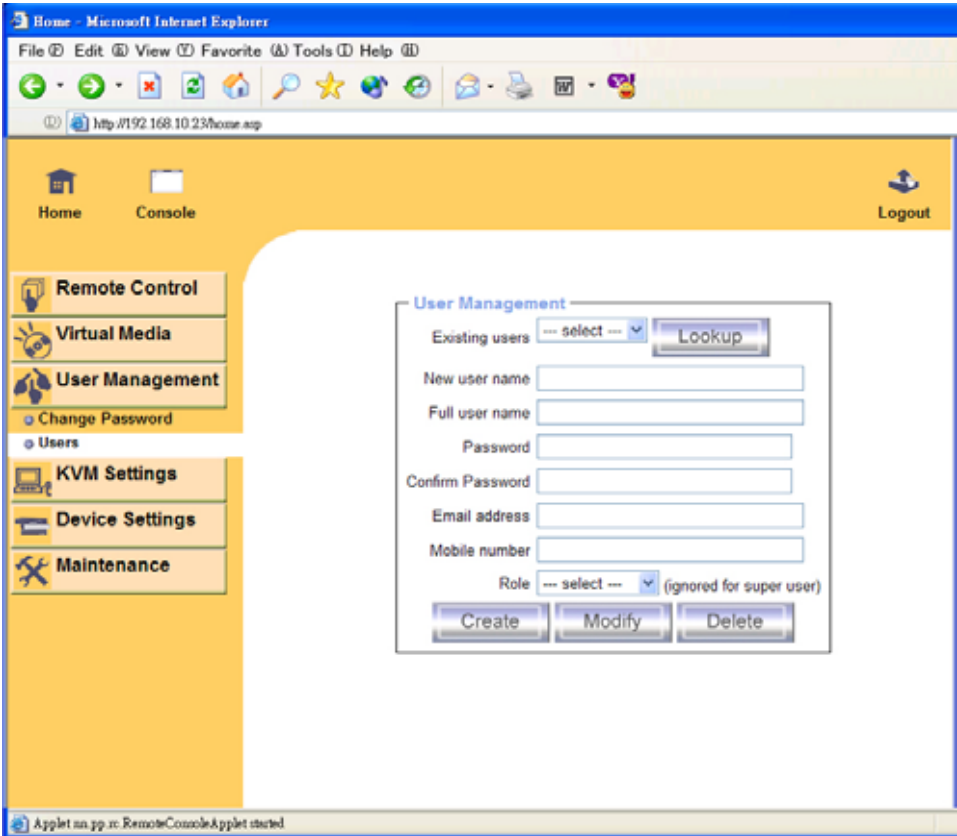 Home - Microsoft Internet Explorer
File (F) Edit (E) View (V) Favorite (A) Tools (T) Help (H)
(D) http://192.168.10.23/home.asp
Home
Console
Logout
Remote Control
Virtual Media
User Management
Change Password
Users
KVM Settings
Device Settings
Maintenance
User Management
Existing users --- select --- Lookup
New user name
Full user name
Password
Confirm Password
Email address
Mobile number
Role --- select --- (ignored for super user)
Create Modify Delete
Applet nn.pp.rc.RemoteConsoleApplet started